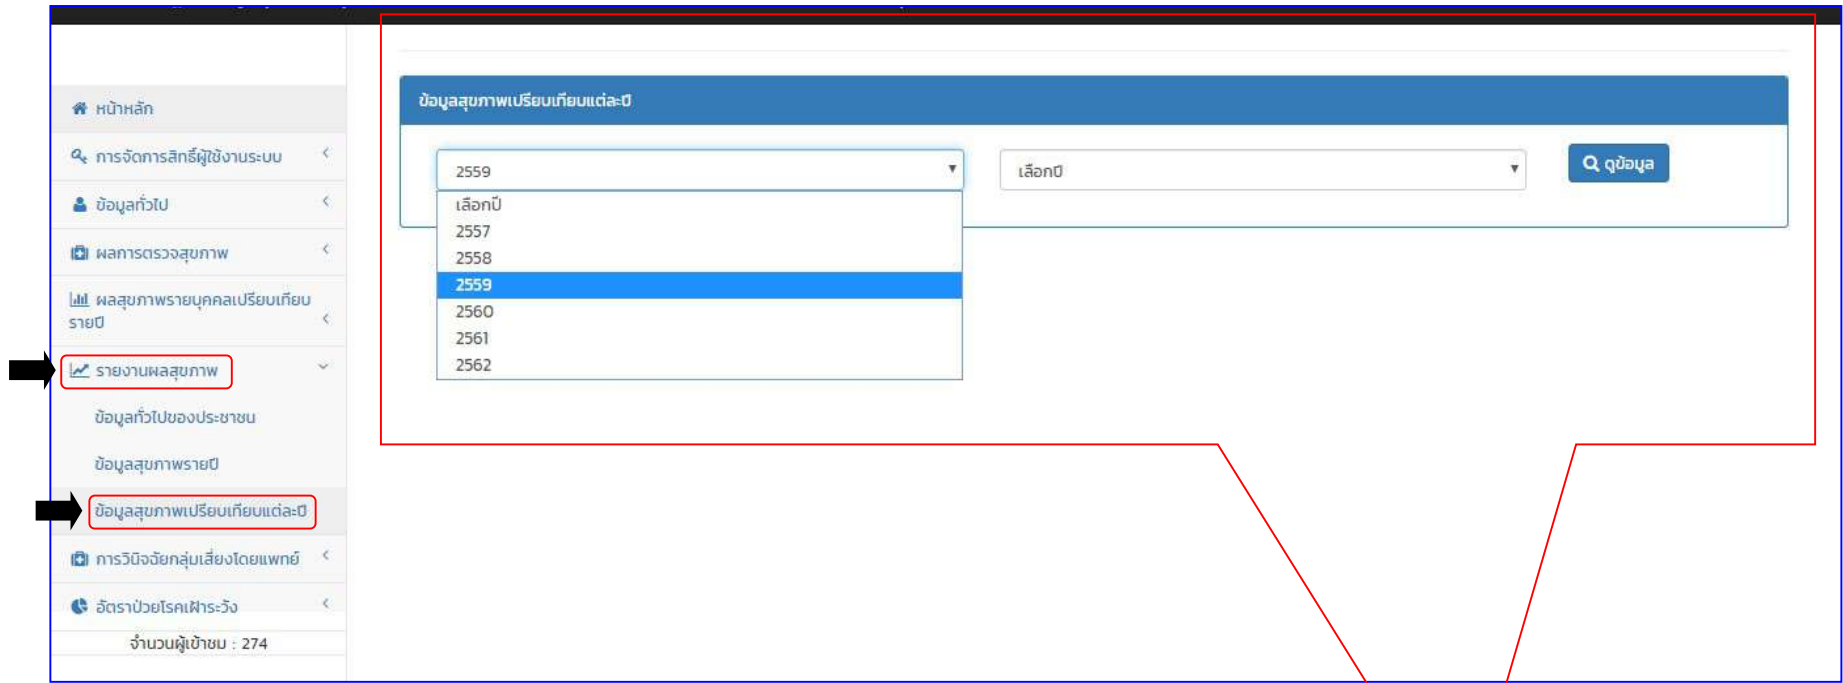 หน้าหลัก
การจัดการสิทธิ์ผู้ใช้งานระบบ
ข้อมูลทั่วไป
ผลการตรวจสุขภาพ
ผลสุขภาพรายบุคคลเปรียบเทียบ
รายปี
รายงานผลสุขภาพ
ข้อมูลทั่วไปของประชาชน
ข้อมูลสุขภาพรายปี
ข้อมูลสุขภาพเปรียบเทียบแต่ละปี
การวินิจฉัยกลุ่มเสี่ยงโดยแพทย์
อัตราป่วยโรคเฝ้าระวัง
จำนวนผู้เข้าชม : 274
ข้อมูลสุขภาพเปรียบเทียบแต่ละปี
2559
เลือกปี
ดูข้อมูล
เลือกปี
2557
2558
2559
2560
2561
2562